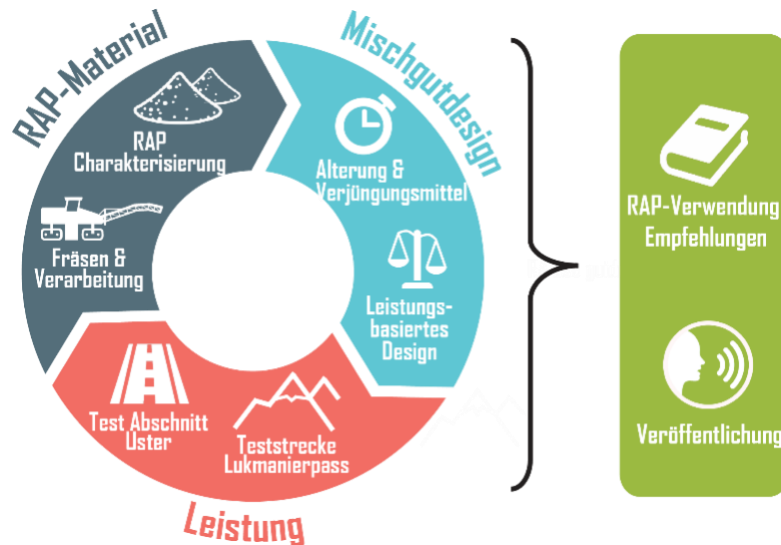 RAP-Material
RAP
Charakterisierung
Fräsen &
Verarbeitung
Mischgutdesign
Alterung &
Verjüngungsmittel
Leistungs-
basiertes
Design
Test Abschnitt
Uster
Teststrecke
Lukmanierpass
Leistung
RAP-Verwendung
Empfehlungen
Veröffentlichung